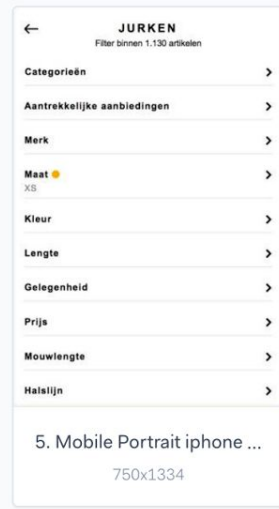 JURKEN
Filter binnen 1.130 artikelen
Categorieën
Aantrekkelijke aanbiedingen
Merk
Maat
XS
Kleur
Lengte
Gelegenheid
Prijs
Mouwlengte
Halslijn
5. Mobile Portrait iphone ...
750x1334